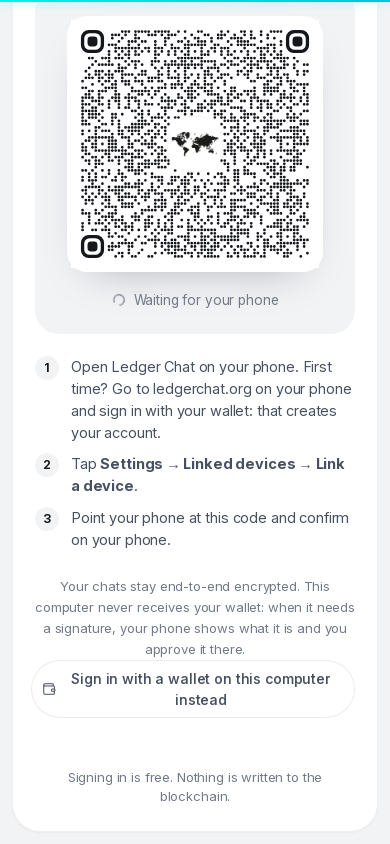 Waiting for your phone
1 Open Ledger Chat on your phone. First
time? Go to ledgerchat.org on your phone
and sign in with your wallet: that creates
your account.
2 Tap Settings → Linked devices → Link
a device.
3 Point your phone at this code and confirm
on your phone.
Your chats stay end-to-end encrypted. This
computer never receives your wallet: when it needs
a signature, your phone shows what it is and you
approve it there.
Sign in with a wallet on this computer
instead
Signing in is free. Nothing is written to the
blockchain.